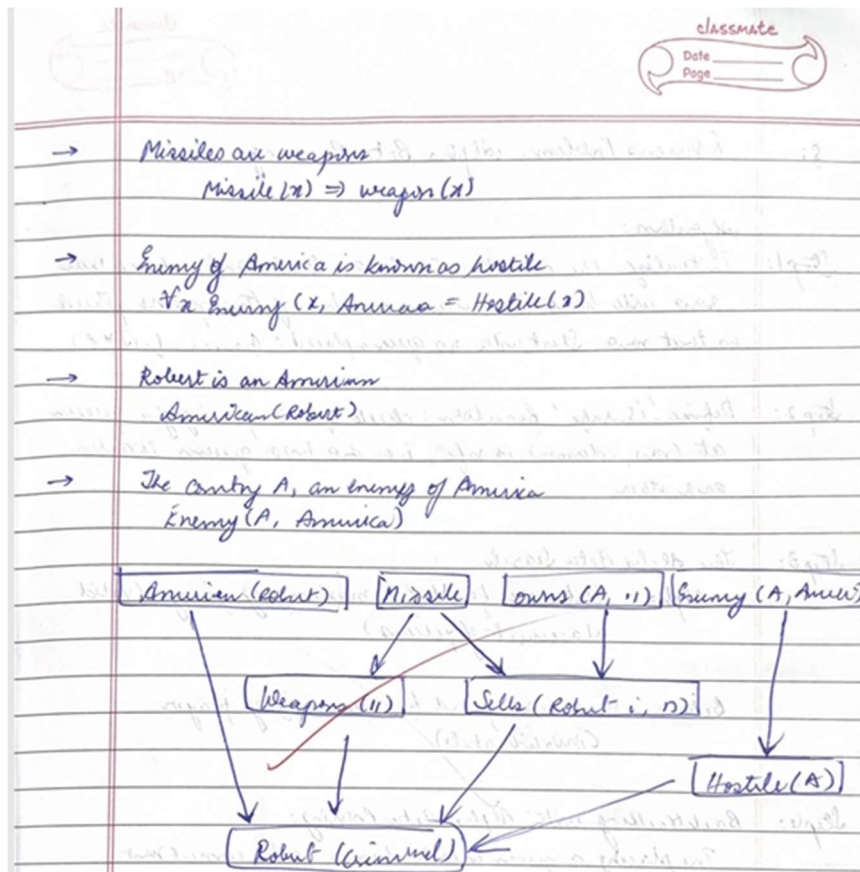 classmate
Date
Page
→ Missiles are weapons
Missile(x) ⇒ weapon(x)
→ Enemy of America is known as hostile
∀x Enemy (x, America = Hostile(x)
→ Robert is an American
American(Robert)
→ The country A, an enemy of America
Enemy(A, America)
American (Robert) Missile owns (A, 11) Enemy (A, Ameri
Weapons (11) Sells (Robert i, n)
Hostile (A)
Robert (Criminal)